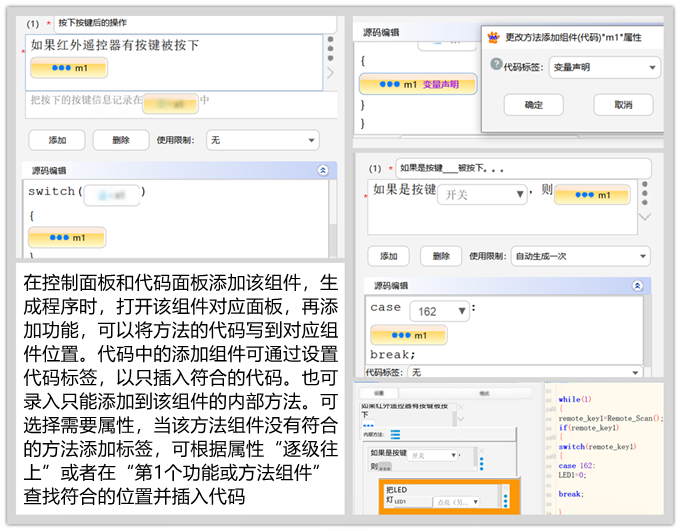 (1) * 按下按键后的操作
如果红外遥控器有按键被按下
*
m1
把按下的按键信息记录在
中
添加
删除
使用限制：
无
源码编辑
switch(
)
{
m1
}
在控制面板和代码面板添加该组件，生
成程序时，打开该组件对应面板，再添
加功能，可以将方法的代码写到对应组
件位置。代码中的添加组件可通过设置
代码标签，以只插入符合的代码。也可
录入只能添加到该组件的内部方法。可
选择需要属性，当该方法组件没有符合
的方法添加标签，可根据属性“逐级往
上”或者在“第1个功能或方法组件”
查找符合的位置并插入代码
源码编辑
{
m1 变量声明
}
}
更改方法添加组件(代码)"m1"属性
代码标签：
变量声明
确定
取消
(1) * 如果是按键___被按下。。。
*
如果是按键 开关 ，则 m1
添加
删除
使用限制：
自动生成一次
源码编辑
case 162 :
m1
break;
代码标签：
无
设置
格式
如果红外遥控器有按键被按
下
内部方法：
如果是按键 开关 ，
则
把LED
灯 LED1 点亮（另...
while(1)
{
remote_key1=Remote_Scan();
if(remote_key1)
{
switch(remote_key1)
{
case 162:
LED1=0;
break;
}